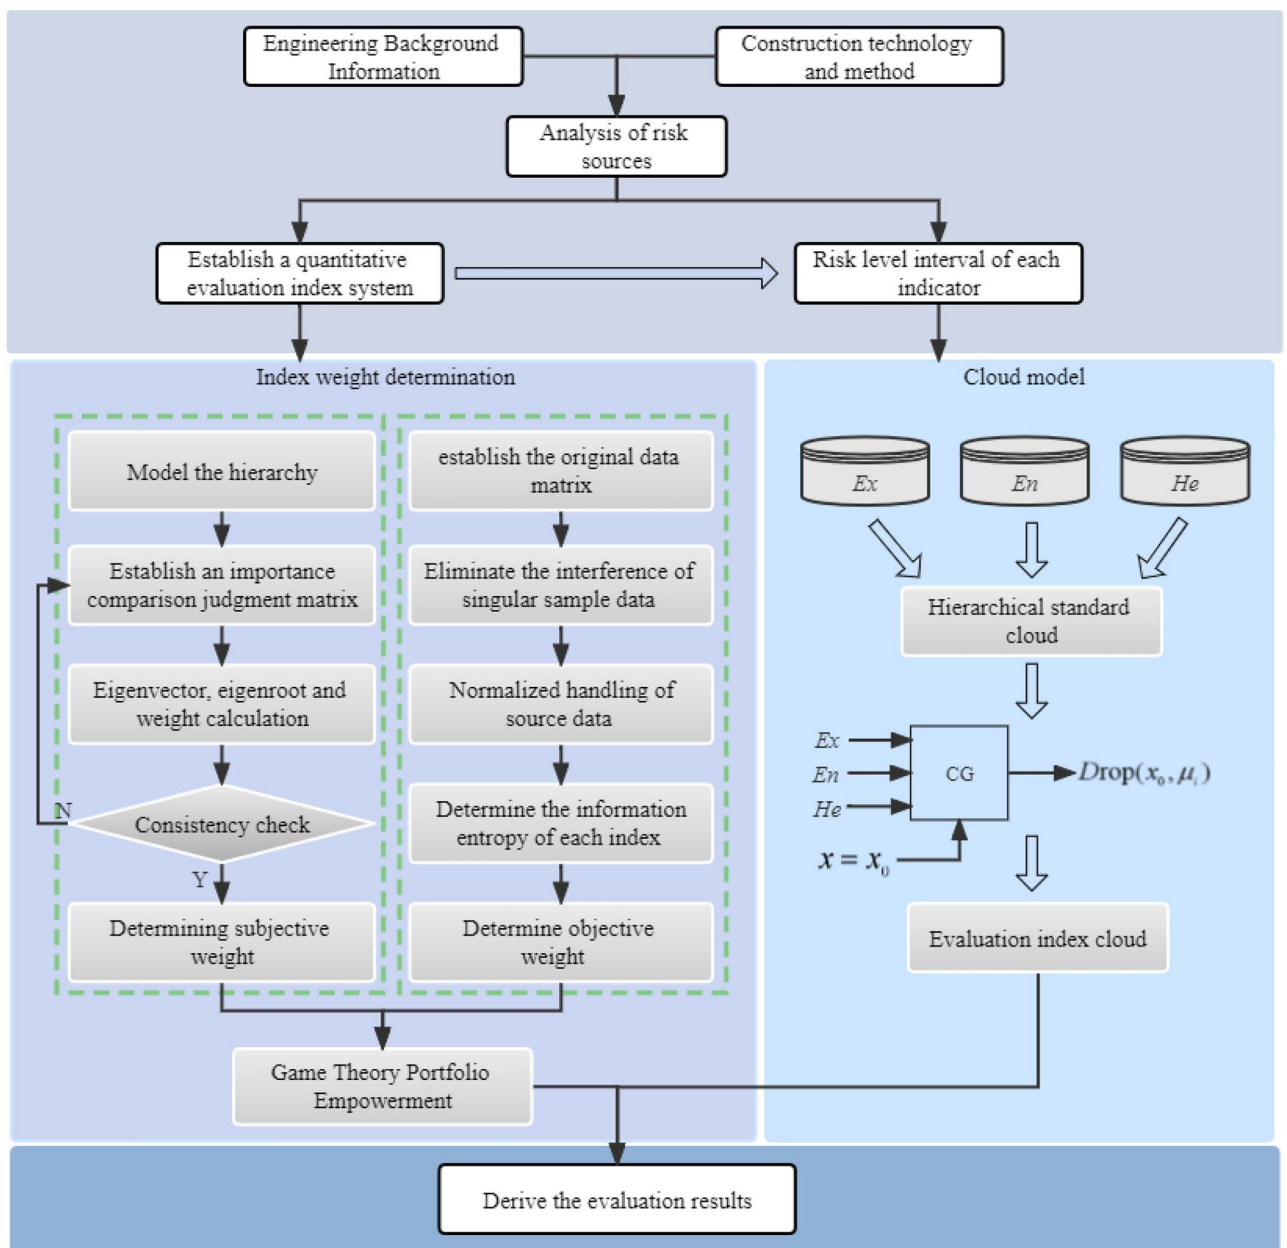 Engineering Background
Information
Construction technology
and method
Analysis of risk
sources
Establish a quantitative
evaluation index system
Risk level interval of each
indicator
Index weight determination
Model the hierarchy
Establish an importance
comparison judgment matrix
Eigenvector, eigenroot and
weight calculation
N
Consistency check
Y
Determining subjective
weight
establish the original data
matrix
Eliminate the interference of
singular sample data
Normalized handling of
source data
Determine the information
entropy of each index
Determine objective
weight
Game Theory Portfolio
Empowerment
Cloud model
Ex
En
He
Hierarchical standard
cloud
Ex
En
He
CG
Drop(x₀, μᵢ)
x = x₀
Evaluation index cloud
Derive the evaluation results